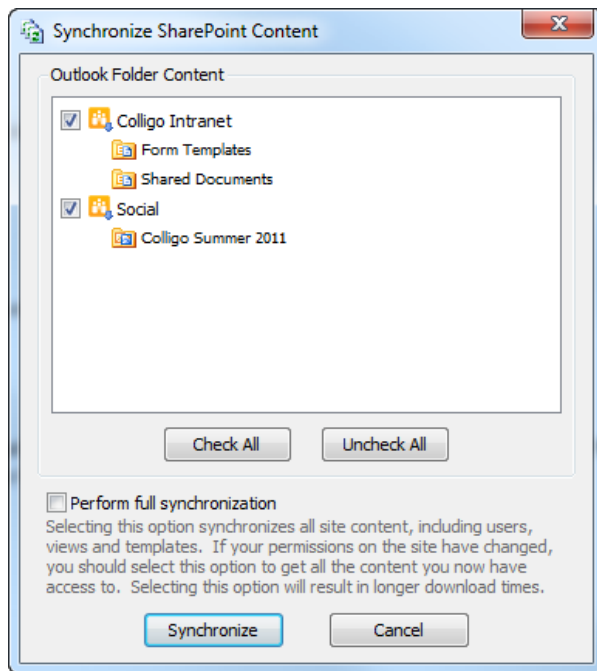 Synchronize SharePoint Content
Outlook Folder Content
Colligo Intranet
Form Templates
Shared Documents
Social
Colligo Summer 2011
Check All
Uncheck All
Perform full synchronization
Selecting this option synchronizes all site content, including users,
views and templates.  If your permissions on the site have changed,
you should select this option to get all the content you now have
access to.  Selecting this option will result in longer download times.
Synchronize
Cancel